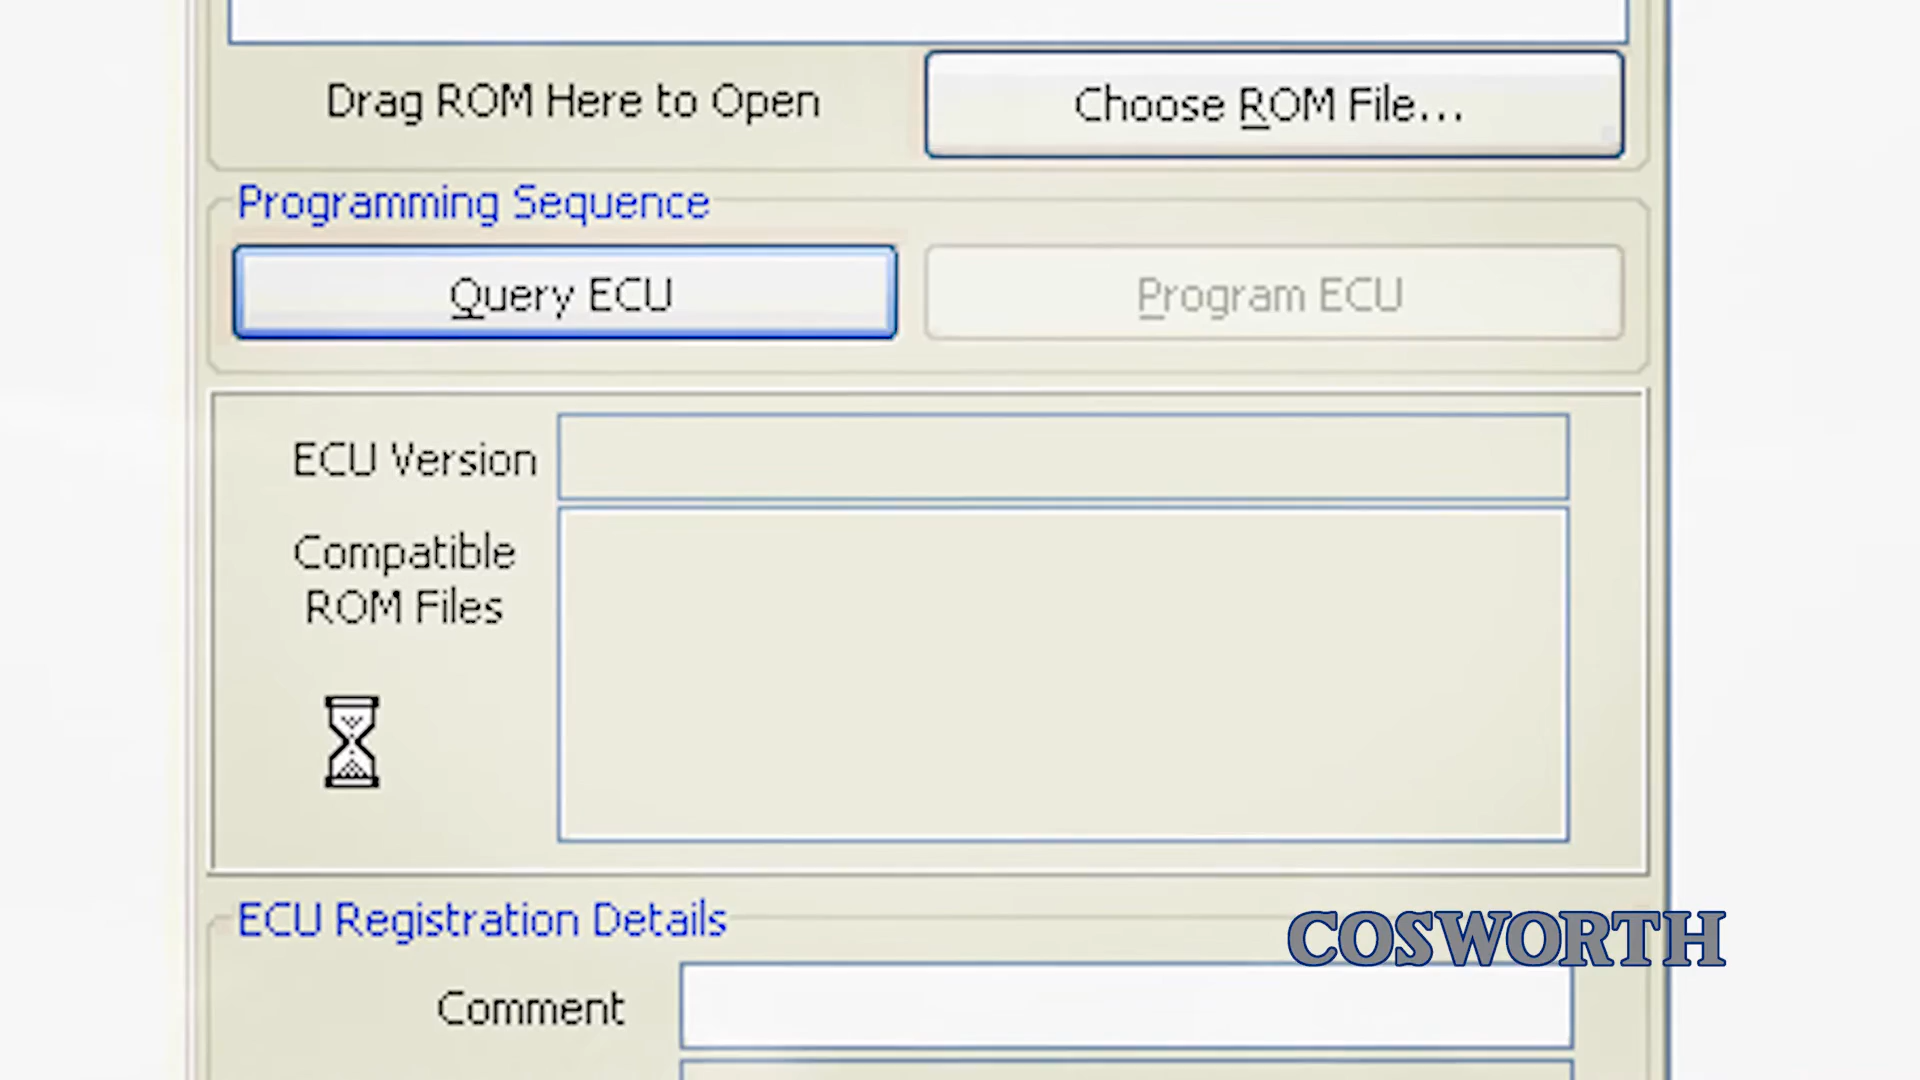 Drag ROM Here to Open
Choose ROM File...
Programming Sequence
Query ECU
Program ECU
ECU Version
Compatible
ROM Files
ECU Registration Details
COSWORTH
Comment